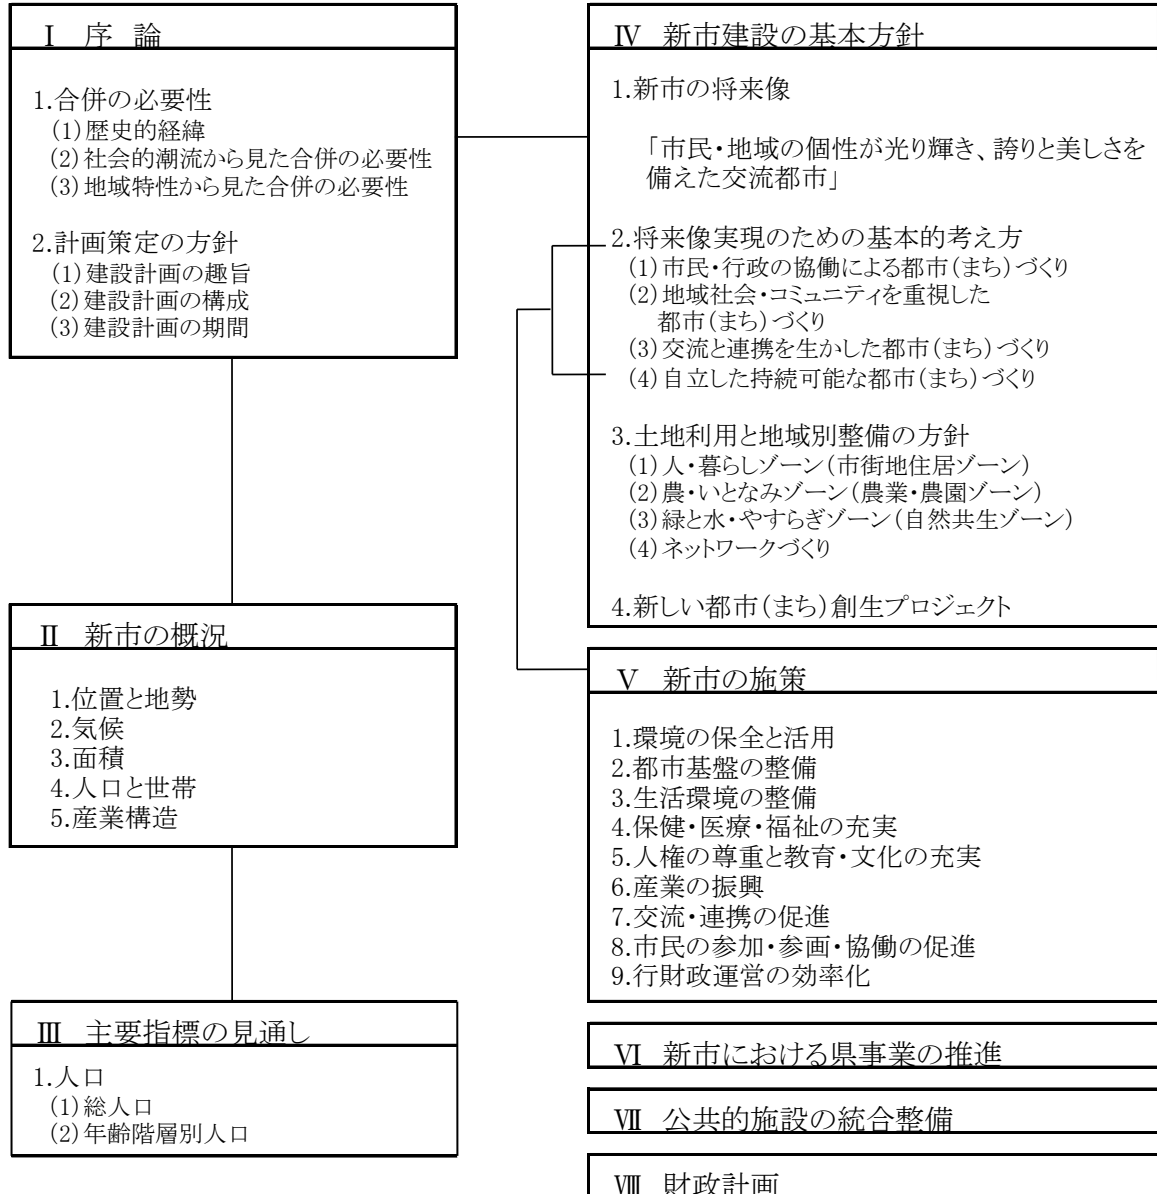 Ⅰ 序 論
1.合併の必要性
(1)歴史的経緯
(2)社会的潮流から見た合併の必要性
(3)地域特性から見た合併の必要性
2.計画策定の方針
(1)建設計画の趣旨
(2)建設計画の構成
(3)建設計画の期間
Ⅱ 新市の概況
1.位置と地勢
2.気候
3.面積
4.人口と世帯
5.産業構造
Ⅲ 主要指標の見通し
1.人口
(1)総人口
(2)年齢階層別人口
Ⅳ 新市建設の基本方針
1.新市の将来像
「市民・地域の個性が光り輝き、誇りと美しさを
備えた交流都市」
2.将来像実現のための基本的考え方
(1)市民・行政の協働による都市(まち)づくり
(2)地域社会・コミュニティを重視した
都市(まち)づくり
(3)交流と連携を生かした都市(まち)づくり
(4)自立した持続可能な都市(まち)づくり
3.土地利用と地域別整備の方針
(1)人・暮らしゾーン(市街地住居ゾーン)
(2)農・いとなみゾーン(農業・農園ゾーン)
(3)緑と水・やすらぎゾーン(自然共生ゾーン)
(4)ネットワークづくり
4.新しい都市(まち)創生プロジェクト
Ⅴ 新市の施策
1.環境の保全と活用
2.都市基盤の整備
3.生活環境の整備
4.保健・医療・福祉の充実
5.人権の尊重と教育・文化の充実
6.産業の振興
7.交流・連携の促進
8.市民の参加・参画・協働の促進
9.行財政運営の効率化
Ⅵ 新市における県事業の推進
Ⅶ 公共的施設の統合整備
Ⅷ 財政計画